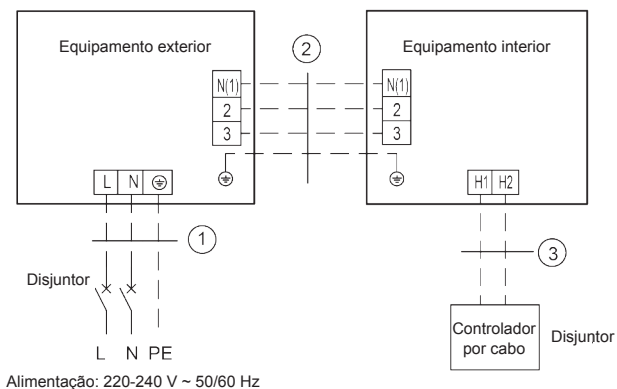 Equipamento exterior
2
Equipamento interior
N(1)
2
3
N(1)
2
3
L N
H1 H2
1
3
Disjuntor
Controlador
por cabo
Disjuntor
L N PE
Alimentação: 220-240 V ~ 50/60 Hz